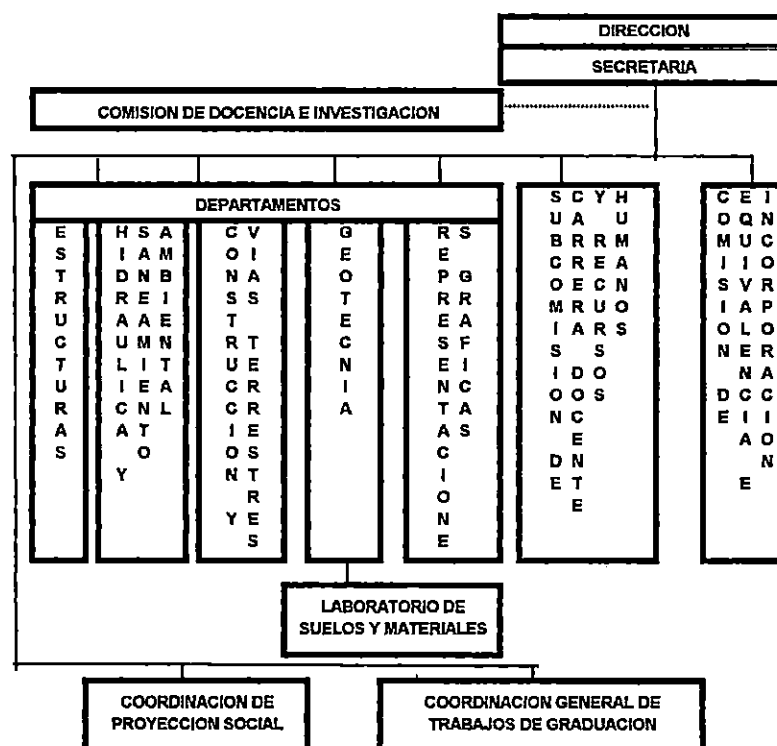 DIRECCION
SECRETARIA
COMISION DE DOCENCIA E INVESTIGACION
DEPARTAMENTOS
ESTRUCTURAS
HIDRAULICA Y
SANEAMIENTO
AMBIENTAL
CONSTRUCCION Y
VIAS TERRESTRES
GEOTECNIA
REPRESENTACIONE
S GRAFICAS
SUBCOMISION DE
CARRERA DOCENTE
Y RECURSOS
HUMANOS
COMISION DE
EQUIVALENCIA E
INCORPORACION
LABORATORIO DE
SUELOS Y MATERIALES
COORDINACION DE
PROYECCION SOCIAL
COORDINACION GENERAL DE
TRABAJOS DE GRADUACION